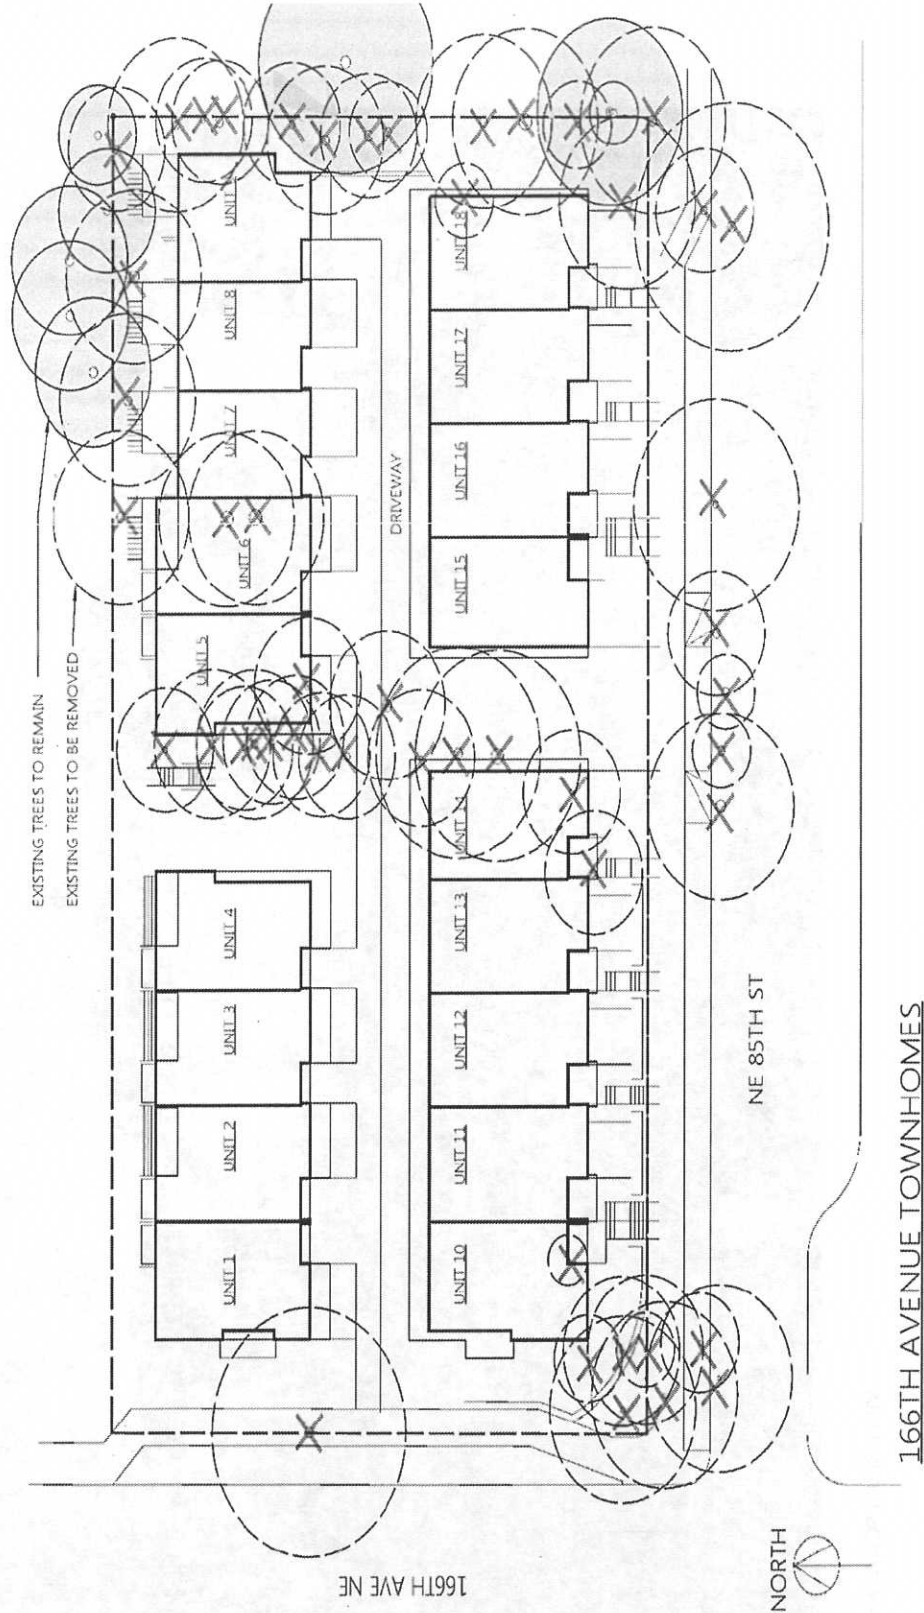 EXISTING TREES TO REMAIN
EXISTING TREES TO BE REMOVED
UNIT 1
UNIT 2
UNIT 3
UNIT 4
UNIT 5
UNIT 6
UNIT 7
UNIT 8
UNIT
DRIVEWAY
UNIT 10
UNIT 11
UNIT 12
UNIT 13
UNIT 14
UNIT 15
UNIT 16
UNIT 17
UNIT 18
166TH AVE NE
NE 85TH ST
NORTH
166TH AVENUE TOWNHOMES